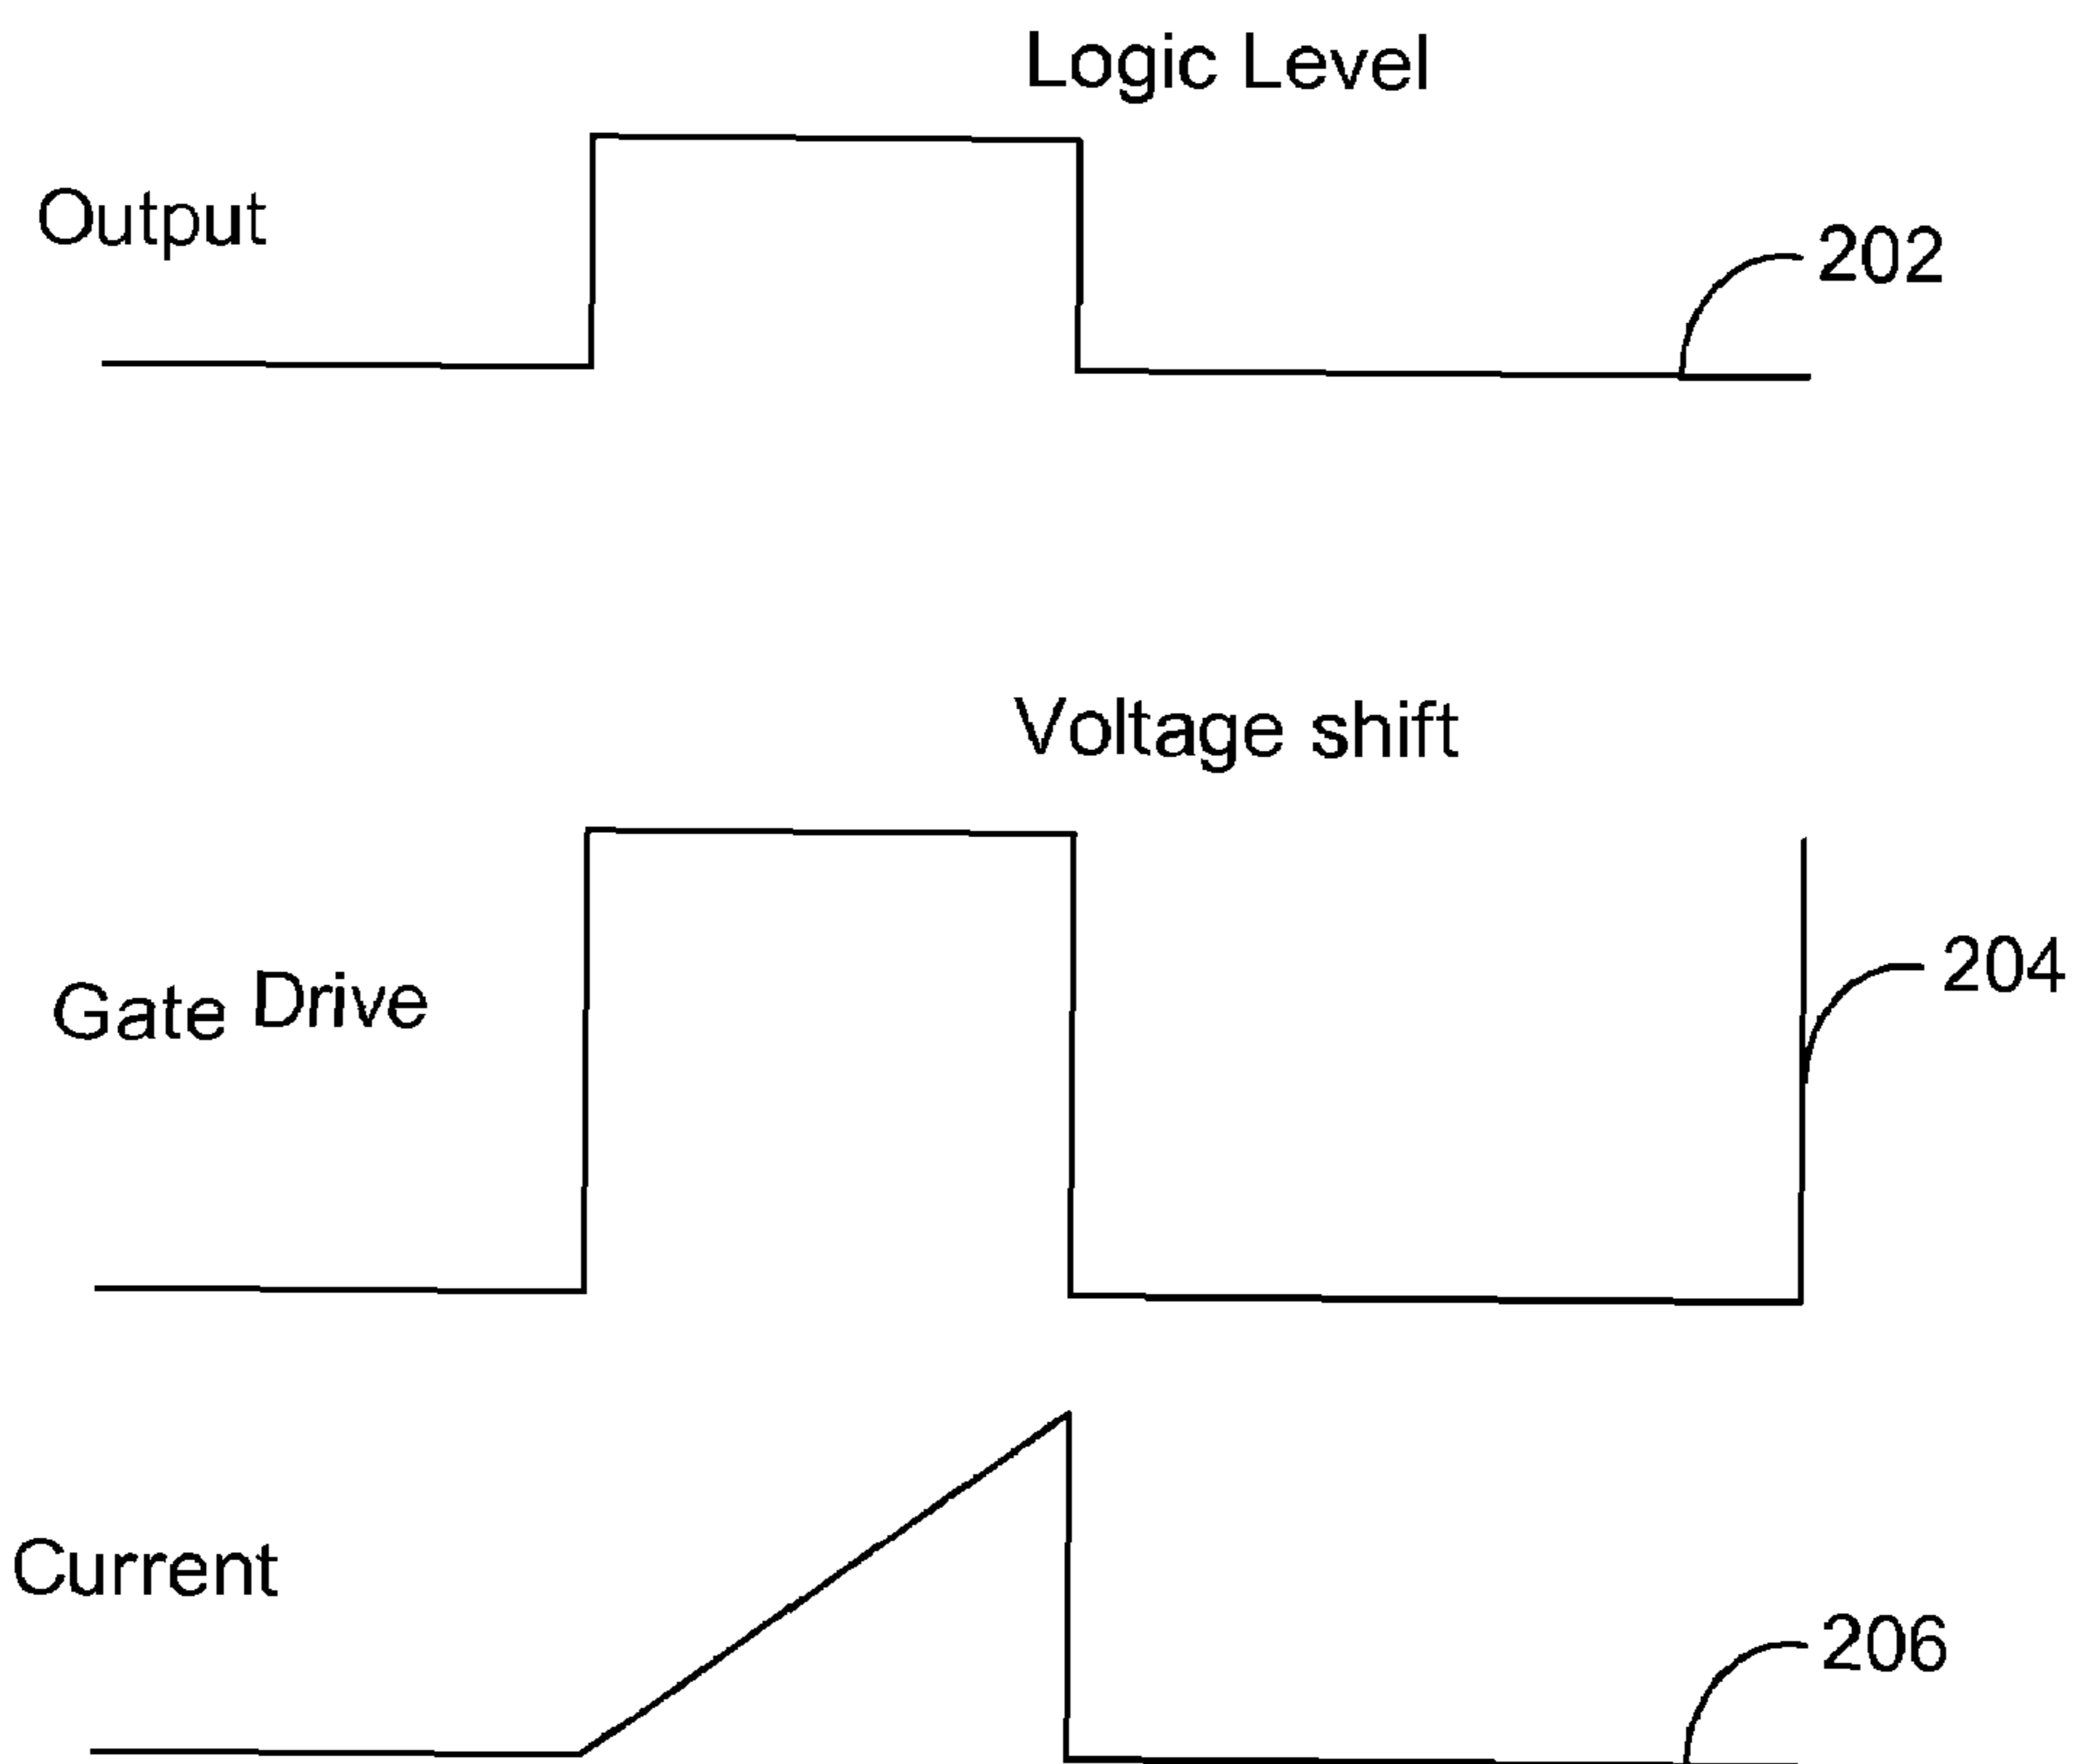 Logic Level
Output
202
Voltage shift
204
Gate Drive
Current
206